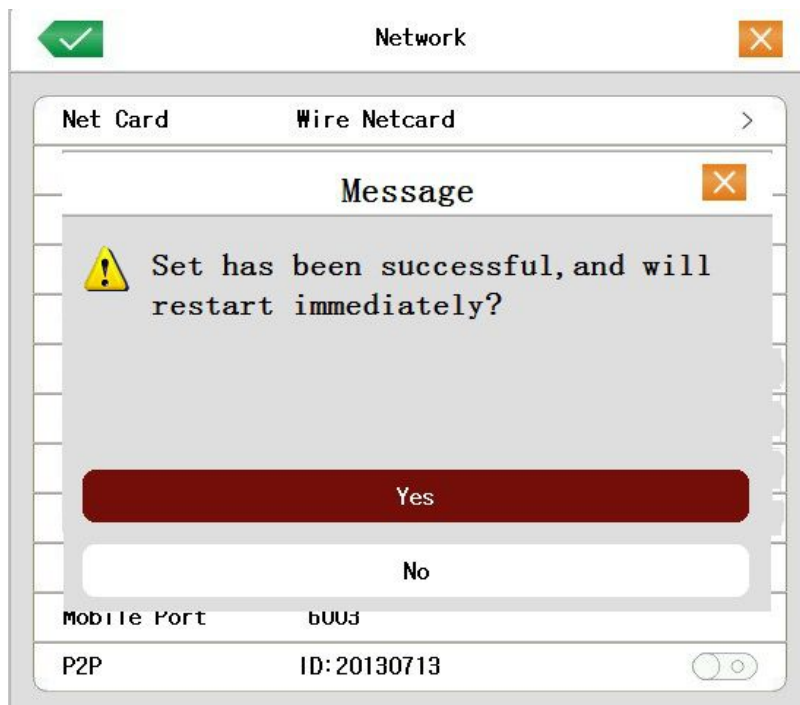 Network
Net Card Wire Netcard >
Message
Set has been successful,and will
restart immediately?
Yes
No
Mobile Port 6003
P2P ID:20130713